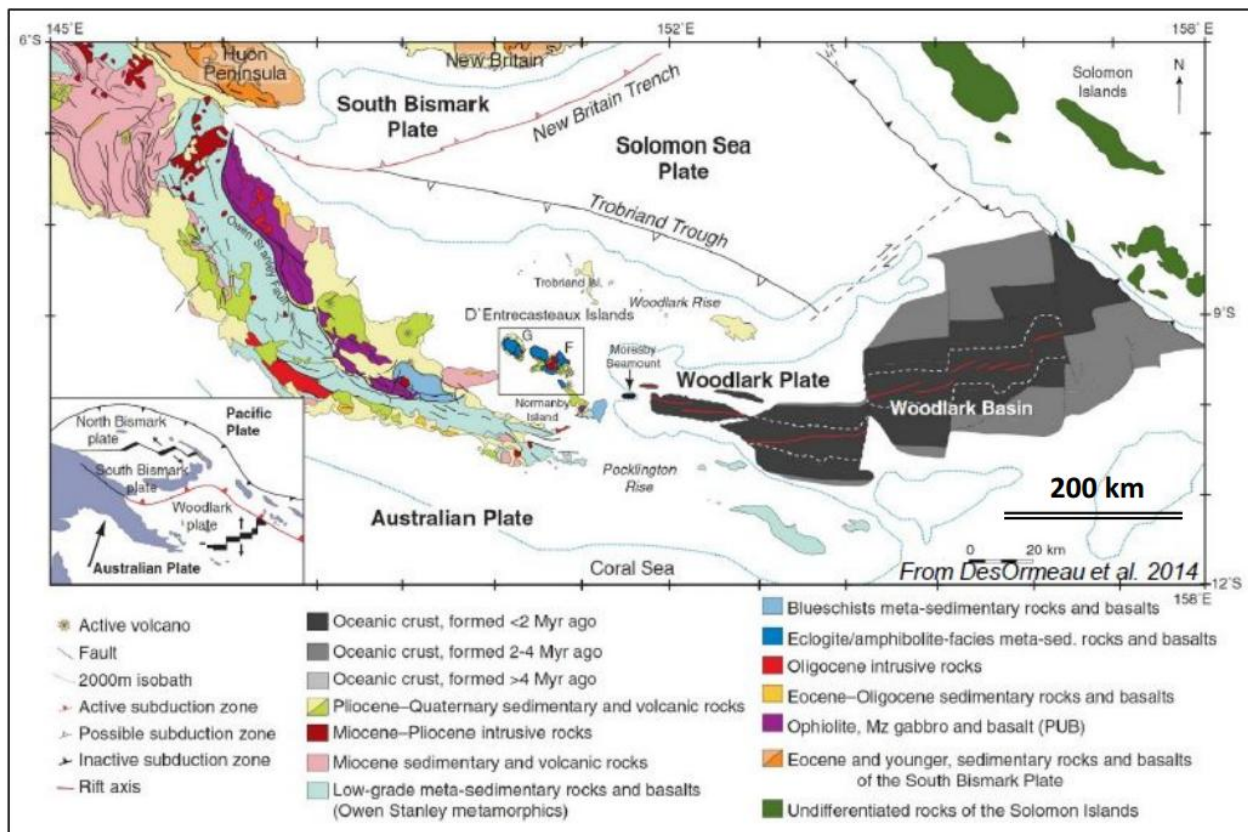 145°E
152°E
158°E
6°S
Huon
Peninsula
New Britain
Solomon
Islands
N
South Bismark
Plate
New Britain Trench
Solomon Sea
Plate
Trobriand Trough
Owen Stanley Fault
Trobriand Isl.
Woodlark Rise
9°S
D'Entrecasteaux Islands
G
F
Moresby
Seamount
Woodlark Plate
Normanby
Island
Woodlark Basin
Pocklington
Rise
200 km
Australian Plate
0 20 km
Coral Sea
From DesOrmeau et al. 2014
12°S
158°E
North Bismark
plate
Pacific
Plate
South Bismark
plate
Woodlark
plate
Australian Plate
Active volcano
Fault
2000m isobath
Active subduction zone
Possible subduction zone
Inactive subduction zone
Rift axis
Oceanic crust, formed <2 Myr ago
Oceanic crust, formed 2-4 Myr ago
Oceanic crust, formed >4 Myr ago
Pliocene–Quaternary sedimentary and volcanic rocks
Miocene–Pliocene intrusive rocks
Miocene sedimentary and volcanic rocks
Low-grade meta-sedimentary rocks and basalts
(Owen Stanley metamorphics)
Blueschists meta-sedimentary rocks and basalts
Eclogite/amphibolite-facies meta-sed. rocks and basalts
Oligocene intrusive rocks
Eocene–Oligocene sedimentary rocks and basalts
Ophiolite, Mz gabbro and basalt (PUB)
Eocene and younger, sedimentary rocks and basalts
of the South Bismark Plate
Undifferentiated rocks of the Solomon Islands